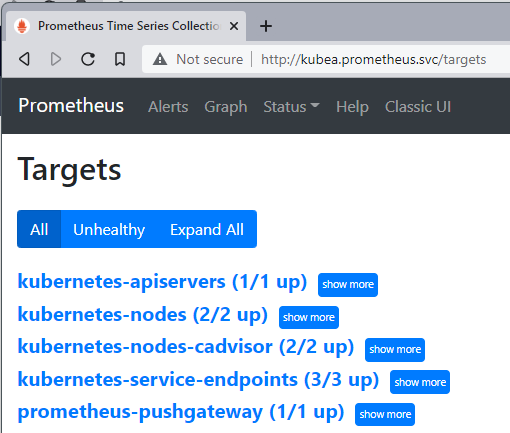 Prometheus Time Series Collection
Not secure | http://kubea.prometheus.svc/targets
Prometheus Alerts Graph Status Help Classic UI
Targets
All Unhealthy Expand All
kubernetes-apiservers (1/1 up) show more
kubernetes-nodes (2/2 up) show more
kubernetes-nodes-cadvisor (2/2 up) show more
kubernetes-service-endpoints (3/3 up) show more
prometheus-pushgateway (1/1 up) show more